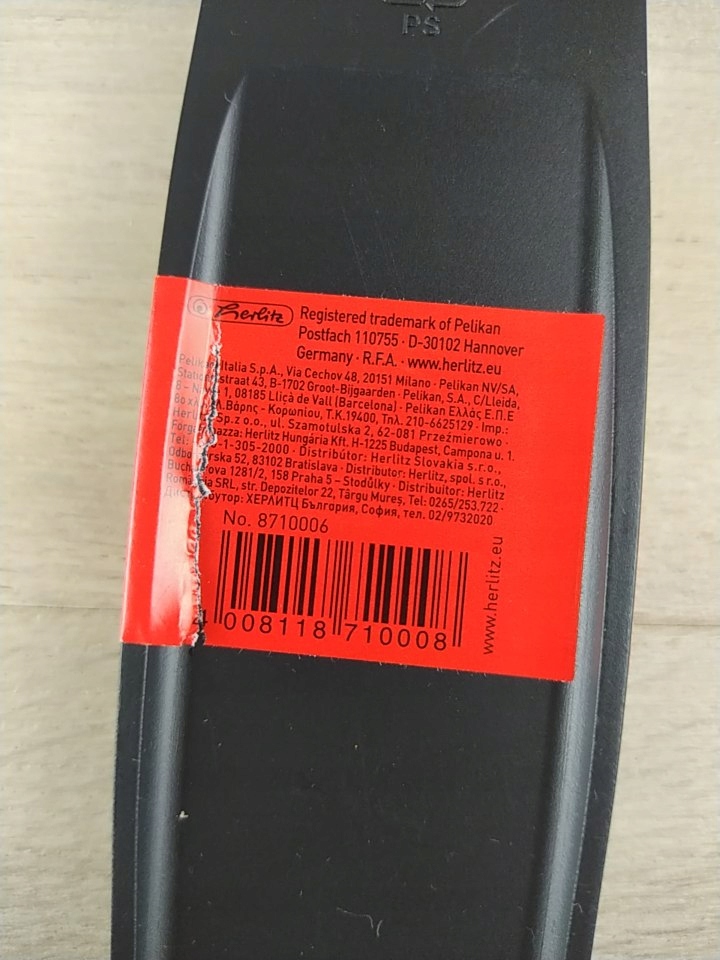 PS
herlitz
Registered trademark of Pelikan
Postfach 110755 · D-30102 Hannover
Germany · R.F.A. · www.herlitz.eu
Italia S.p.A., Via Cechov 48, 20151 Milano · Pelikan NV/SA,
straat 43, B-1702 Groot-Bijgaarden · Pelikan, S.A., C/Lleida,
1, 08185 Lliçà de Vall (Barcelona) · Pelikan Ελλάς Ε.Π.Ε
Βάρης - Κορωπίου, Τ.Κ.19400, Τηλ. 210-6625129 · Imp.:
Sp.z o.o., ul. Szamotulska 2, 62-081 Przeźmierowo ·
Herlitz Hungária Kft. H-1225 Budapest, Campona u. 1.
Tel: -1-305-2000 · Distribútor: Herlitz Slovakia s.r.o.,
52, 83102 Bratislava · Distributor: Herlitz, spol. s r.o.,
1281/2, 158 Praha 5 – Stodůlky · Distribuitor: Herlitz
SRL, str. Depozitelor 22, Târgu Mureș, Tel: 0265/253.722 ·
ХЕРЛИТЦ България, София, тел. 02/9732020
No. 8710006
008118 710008
www.herlitz.eu